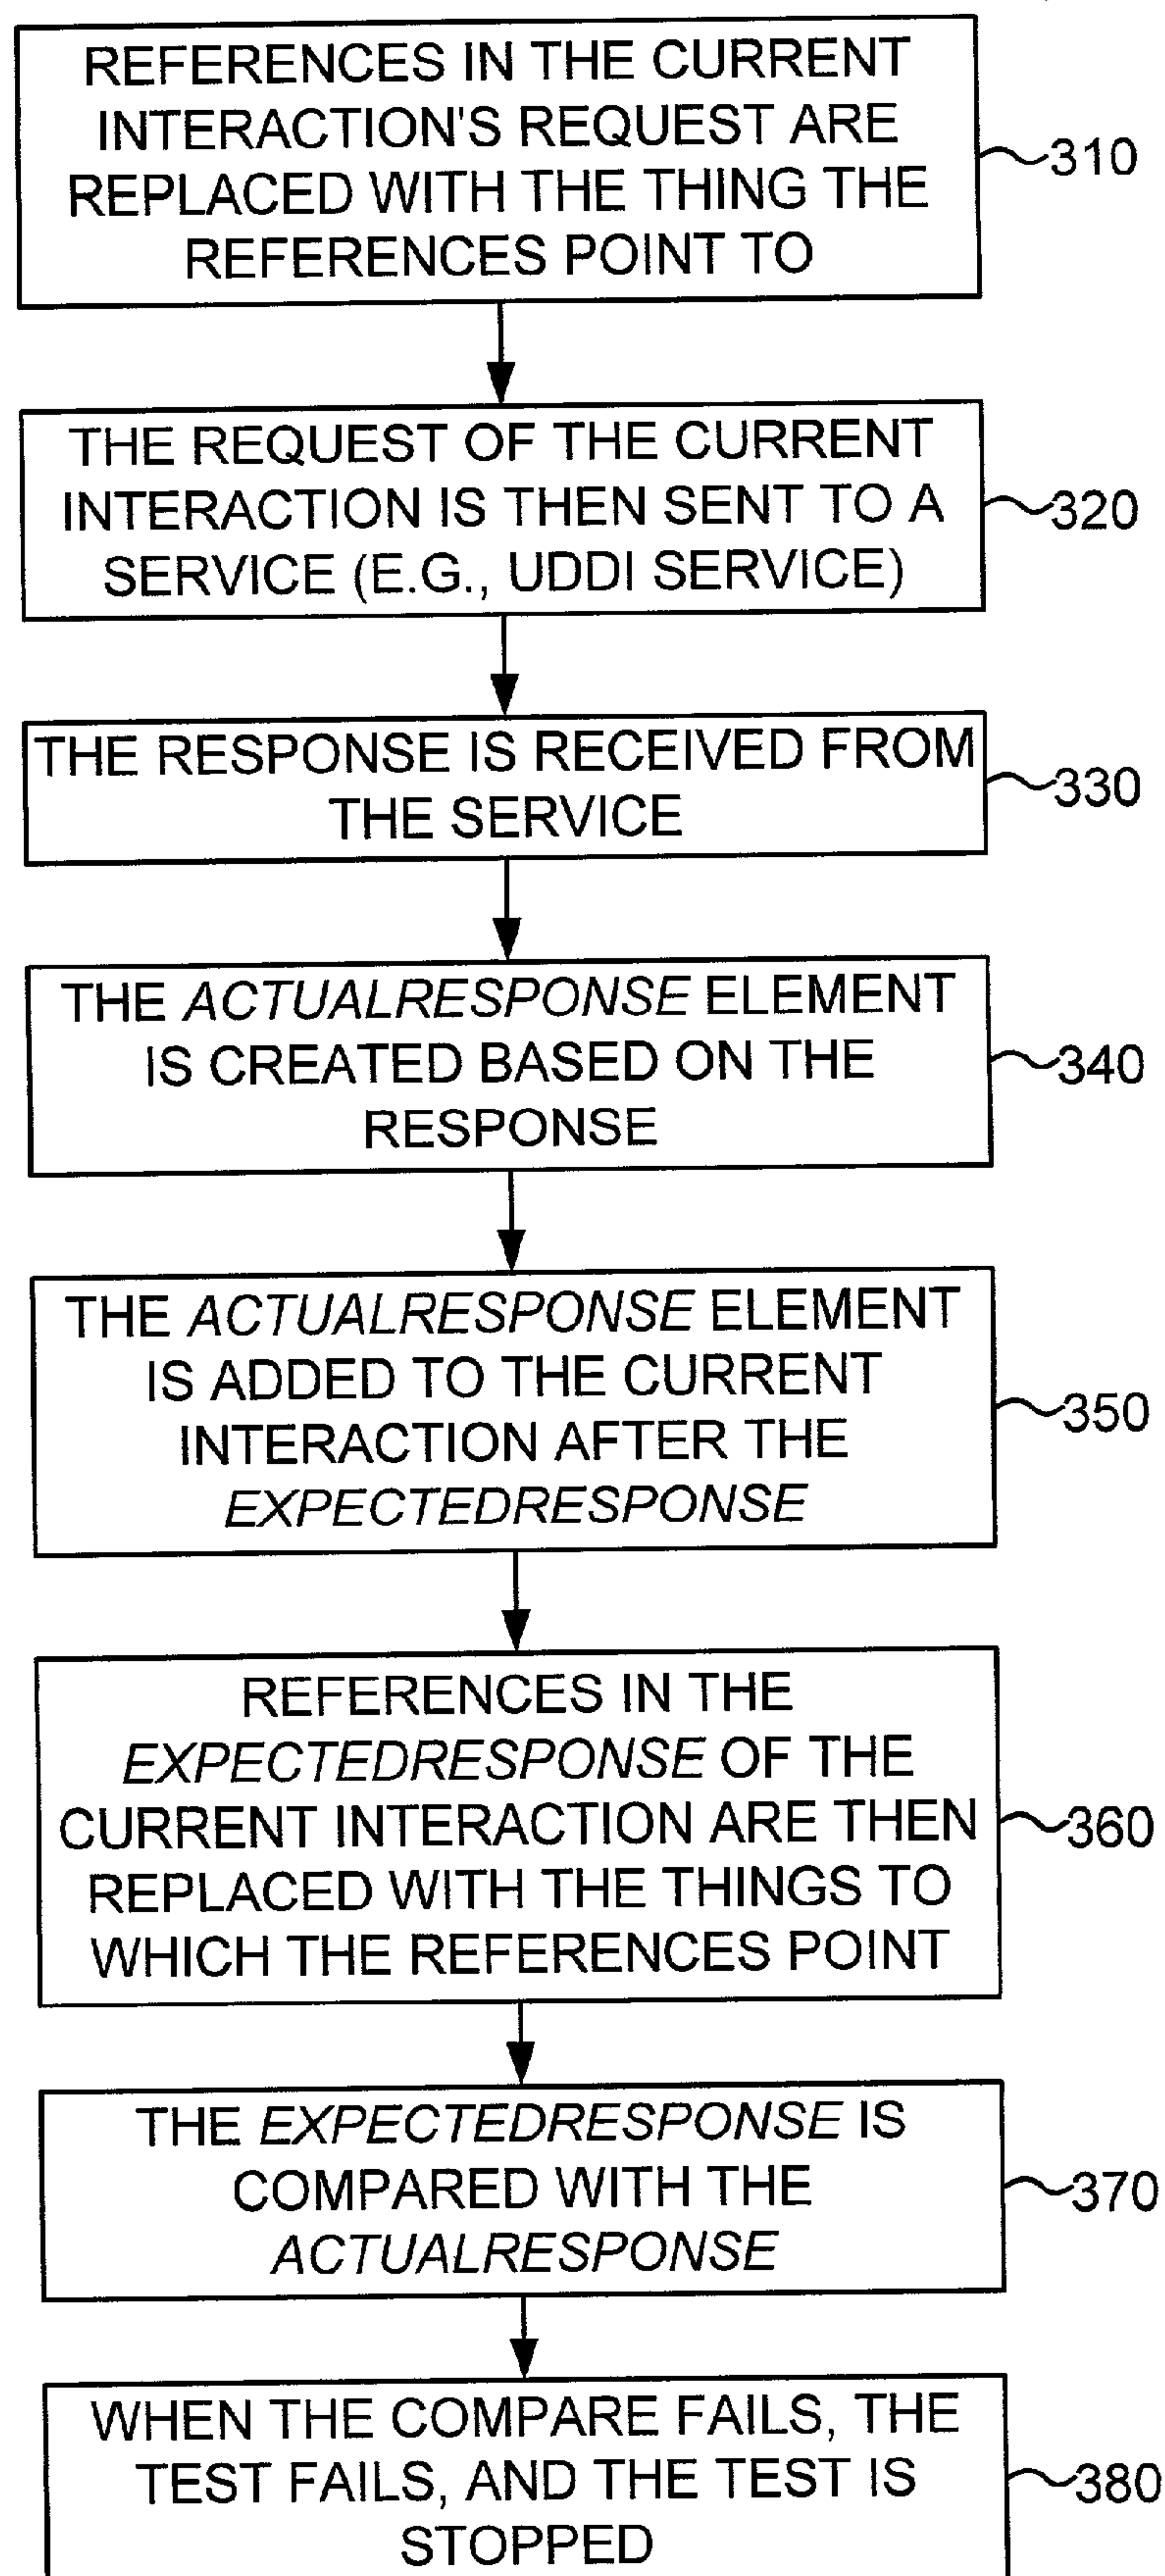 REFERENCES IN THE CURRENT
INTERACTION'S REQUEST ARE
REPLACED WITH THE THING THE
REFERENCES POINT TO
310
THE REQUEST OF THE CURRENT
INTERACTION IS THEN SENT TO A
SERVICE (E.G., UDDI SERVICE)
320
THE RESPONSE IS RECEIVED FROM
THE SERVICE
330
THE ACTUALRESPONSE ELEMENT
IS CREATED BASED ON THE
RESPONSE
340
THE ACTUALRESPONSE ELEMENT
IS ADDED TO THE CURRENT
INTERACTION AFTER THE
EXPECTEDRESPONSE
350
REFERENCES IN THE
EXPECTEDRESPONSE OF THE
CURRENT INTERACTION ARE THEN
REPLACED WITH THE THINGS TO
WHICH THE REFERENCES POINT
360
THE EXPECTEDRESPONSE IS
COMPARED WITH THE
ACTUALRESPONSE
370
WHEN THE COMPARE FAILS, THE
TEST FAILS, AND THE TEST IS
STOPPED
380